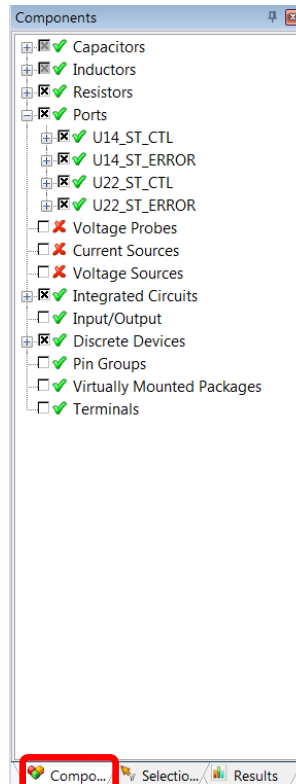 Components
Capacitors
Inductors
Resistors
Ports
U14_ST_CTL
U14_ST_ERROR
U22_ST_CTL
U22_ST_ERROR
Voltage Probes
Current Sources
Voltage Sources
Integrated Circuits
Input/Output
Discrete Devices
Pin Groups
Virtually Mounted Packages
Terminals
Compo... Selectio... Results